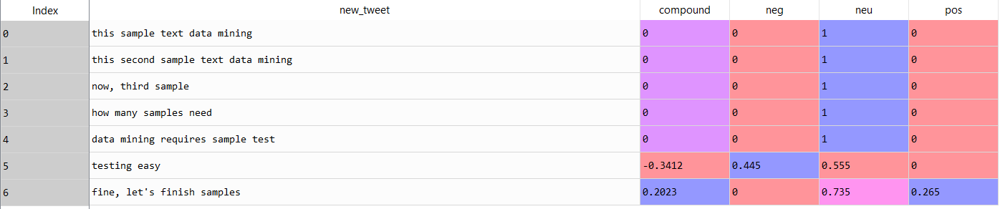 Index new_tweet compound neg neu pos
0 this sample text data mining 0 0 1 0
1 this second sample text data mining 0 0 1 0
2 now, third sample 0 0 1 0
3 how many samples need 0 0 1 0
4 data mining requires sample test 0 0 1 0
5 testing easy -0.3412 0.445 0.555 0
6 fine, let's finish samples 0.2023 0 0.735 0.265